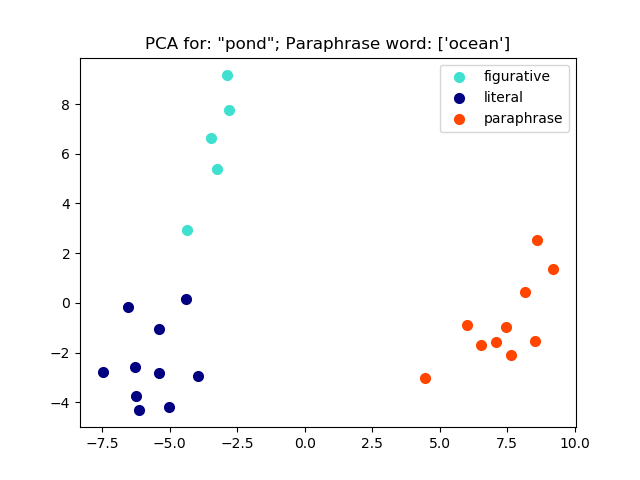 PCA for: "pond"; Paraphrase word: ['ocean']
figurative
literal
paraphrase
8
6
4
2
0
−2
−4
−7.5 −5.0 −2.5 0.0 2.5 5.0 7.5 10.0